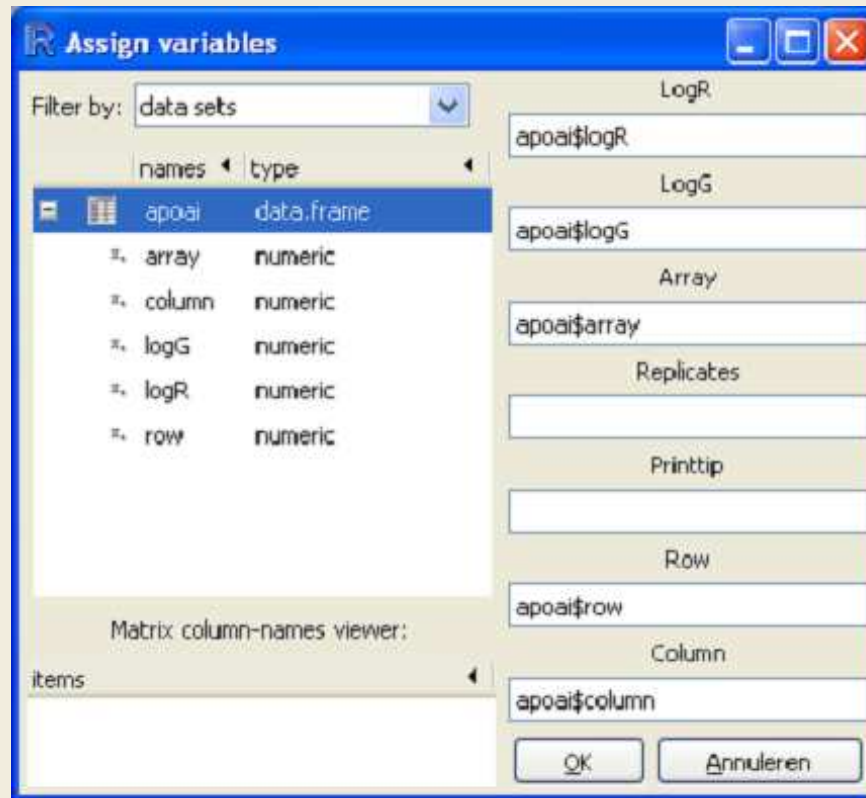 Assign variables
Filter by: data sets
names type
apoai data.frame
array numeric
column numeric
logG numeric
logR numeric
row numeric
Matrix column-names viewer:
items
LogR
apoai$logR
LogG
apoai$logG
Array
apoai$array
Replicates
Printtip
Row
apoai$row
Column
apoai$column
OK Annuleren